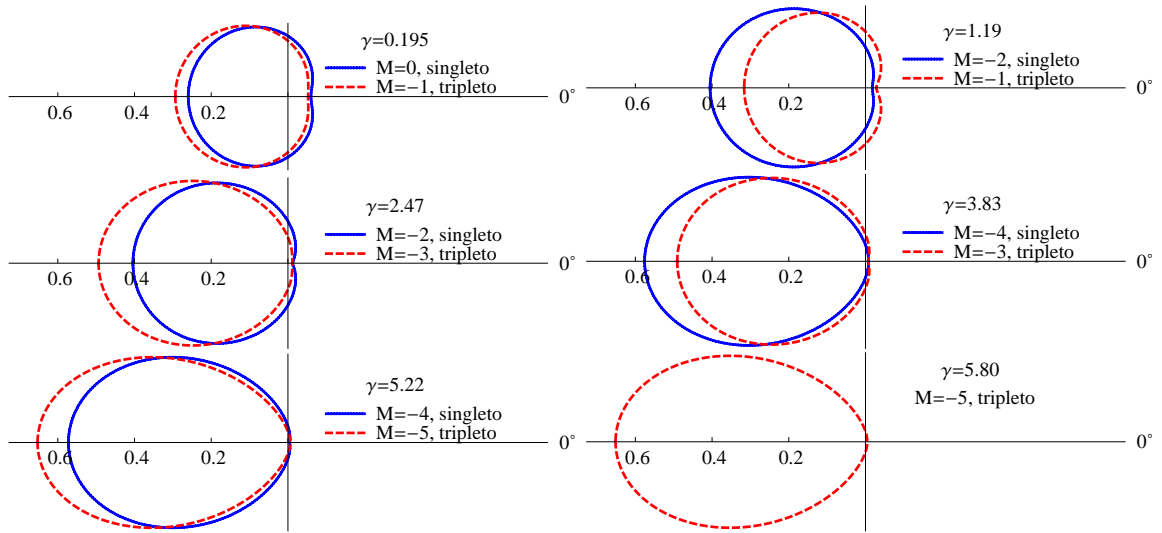 γ=0.195
M=0, singleto
M=−1, tripleto
0.6 0.4 0.2 0°
γ=1.19
M=−2, singleto
M=−1, tripleto
0.6 0.4 0.2 0°
γ=2.47
M=−2, singleto
M=−3, tripleto
0.6 0.4 0.2 0°
γ=3.83
M=−4, singleto
M=−3, tripleto
0.6 0.4 0.2 0°
γ=5.22
M=−4, singleto
M=−5, tripleto
0.6 0.4 0.2 0°
γ=5.80
M=−5, tripleto
0.6 0.4 0.2 0°